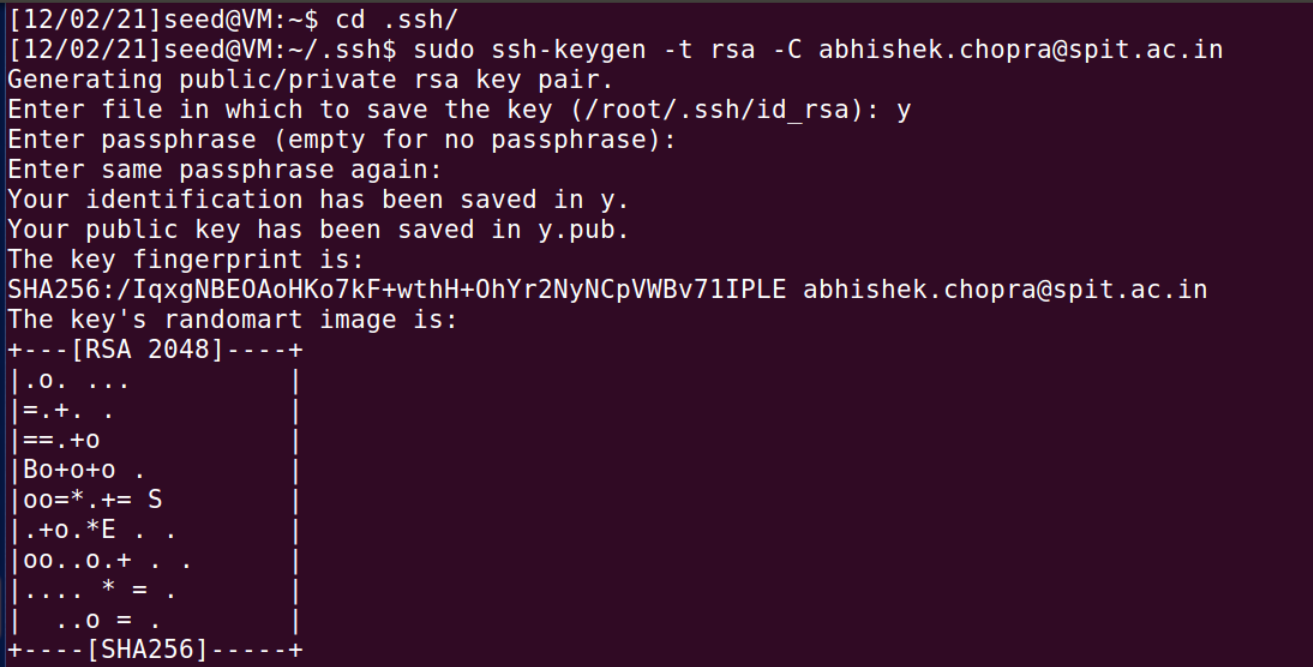 [12/02/21]seed@VM:~$ cd .ssh/
[12/02/21]seed@VM:~/.ssh$ sudo ssh-keygen -t rsa -C abhishek.chopra@spit.ac.in
Generating public/private rsa key pair.
Enter file in which to save the key (/root/.ssh/id_rsa): y
Enter passphrase (empty for no passphrase):
Enter same passphrase again:
Your identification has been saved in y.
Your public key has been saved in y.pub.
The key fingerprint is:
SHA256:/IqxgNBEOAoHKo7kF+wthH+OhYr2NyNCpVWBv71IPLE abhishek.chopra@spit.ac.in
The key's randomart image is:
+---[RSA 2048]----+
|.o. ...          |
|=.+. .           |
|==.+o            |
|Bo+o+o .         |
|oo=*.+= S        |
|.+o.*E . .       |
|oo..o.+ . .      |
|.... * = .       |
|  ..o = .        |
+----[SHA256]-----+